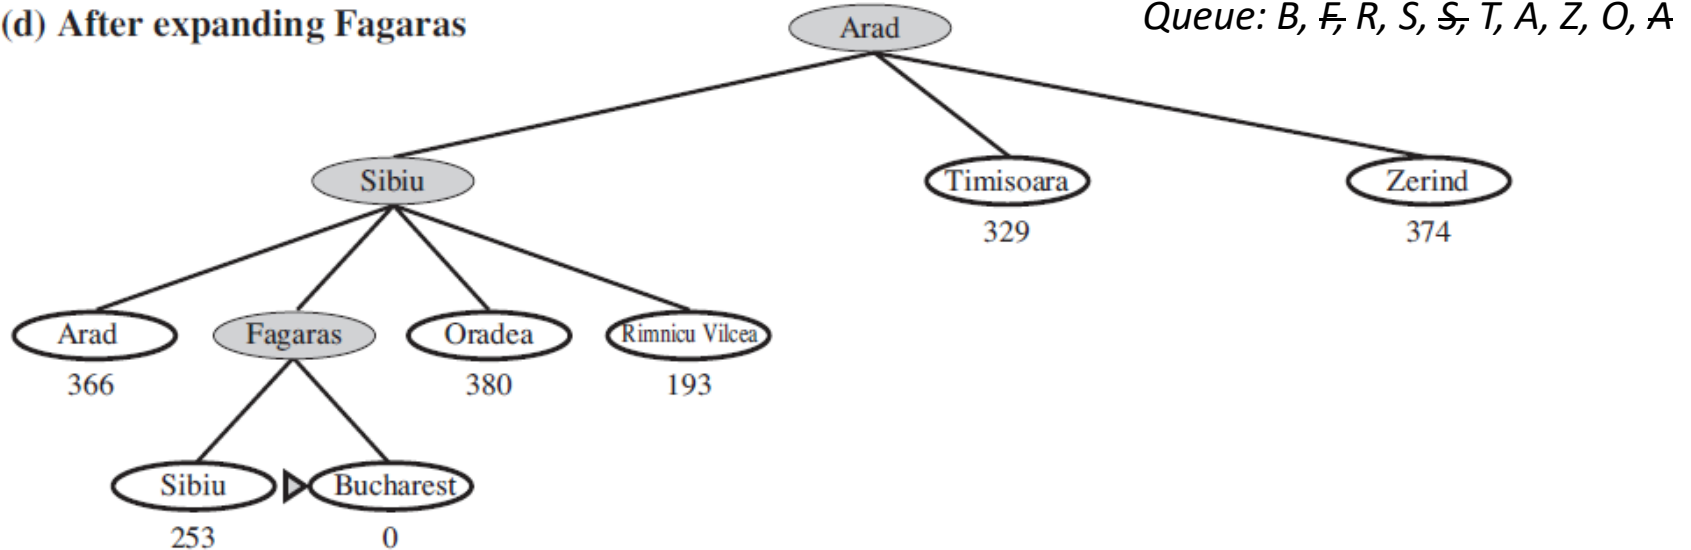 (d) After expanding Fagaras
Queue: B, F, R, S, S, T, A, Z, O, A
Arad
Sibiu
Timisoara
Zerind
329
374
Arad
Fagaras
Oradea
Rimnicu Vilcea
366
380
193
Sibiu
Bucharest
253
0